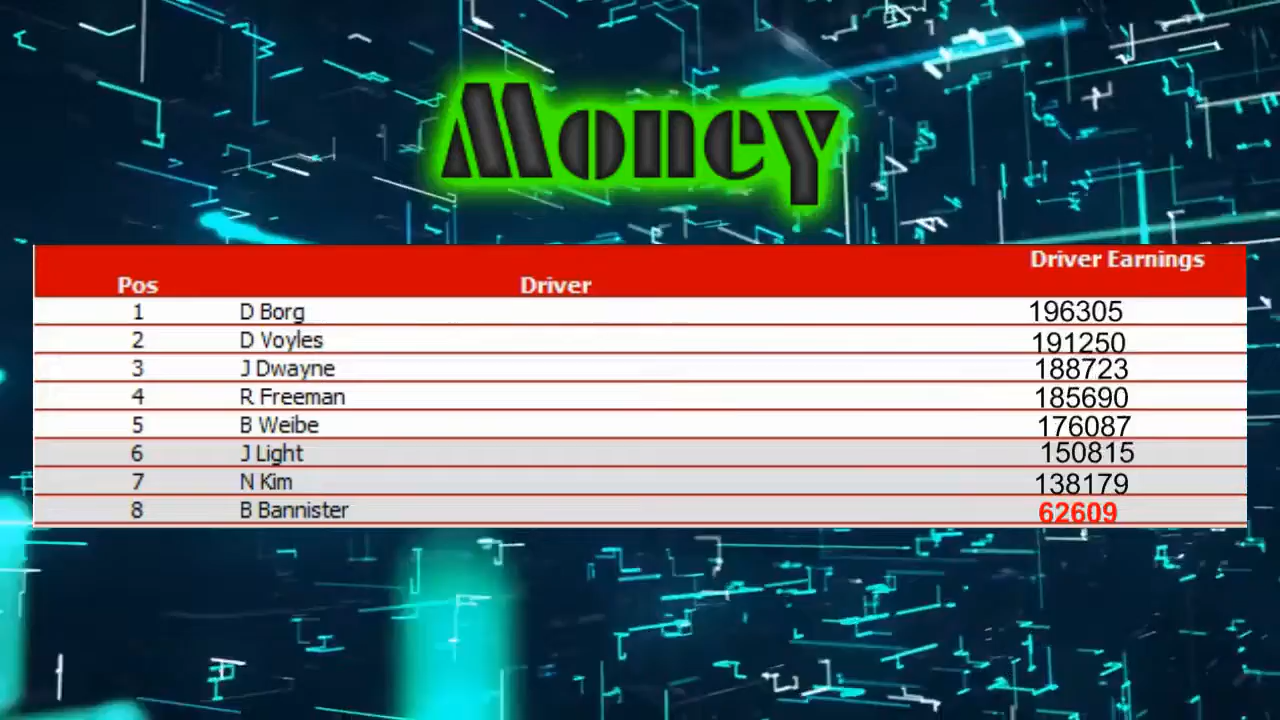 Money
Pos Driver Driver Earnings
1 D Borg 196305
2 D Voyles 191250
3 J Dwayne 188723
4 R Freeman 185690
5 B Weibe 176087
6 J Light 150815
7 N Kim 138179
8 B Bannister 62609